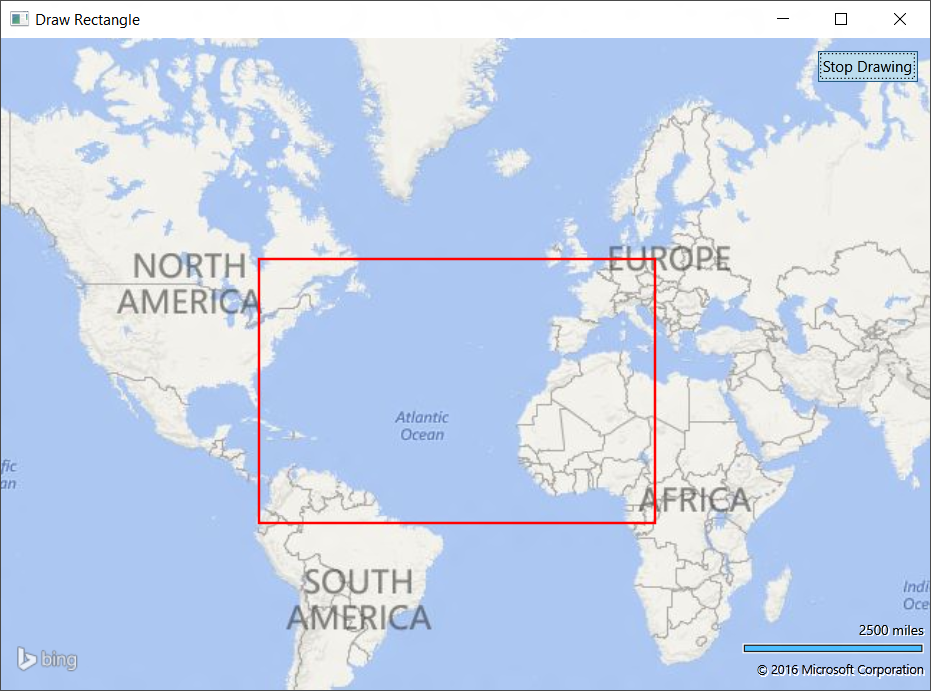 Draw Rectangle
Stop Drawing
NORTH
AMERICA
EUROPE
Atlantic
Ocean
fic
an
AFRICA
SOUTH
AMERICA
Indi
Oce
2500 miles
bing
© 2016 Microsoft Corporation